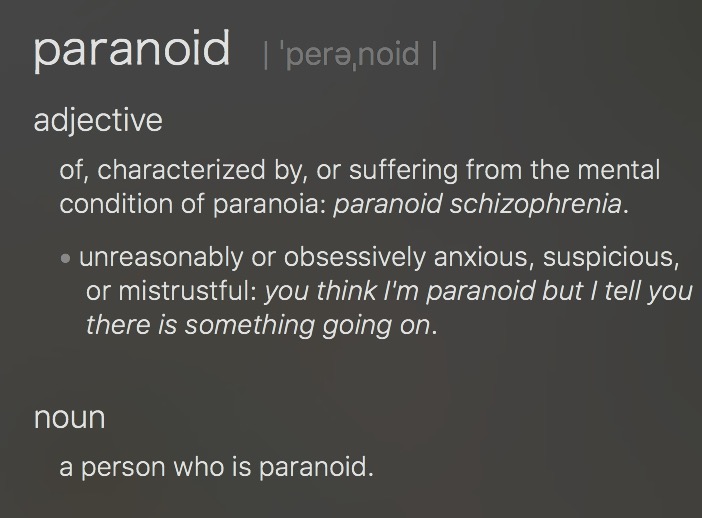 paranoid | ˈperəˌnoid |
adjective
of, characterized by, or suffering from the mental
condition of paranoia: paranoid schizophrenia.
• unreasonably or obsessively anxious, suspicious,
or mistrustful: you think I'm paranoid but I tell you
there is something going on.
noun
a person who is paranoid.